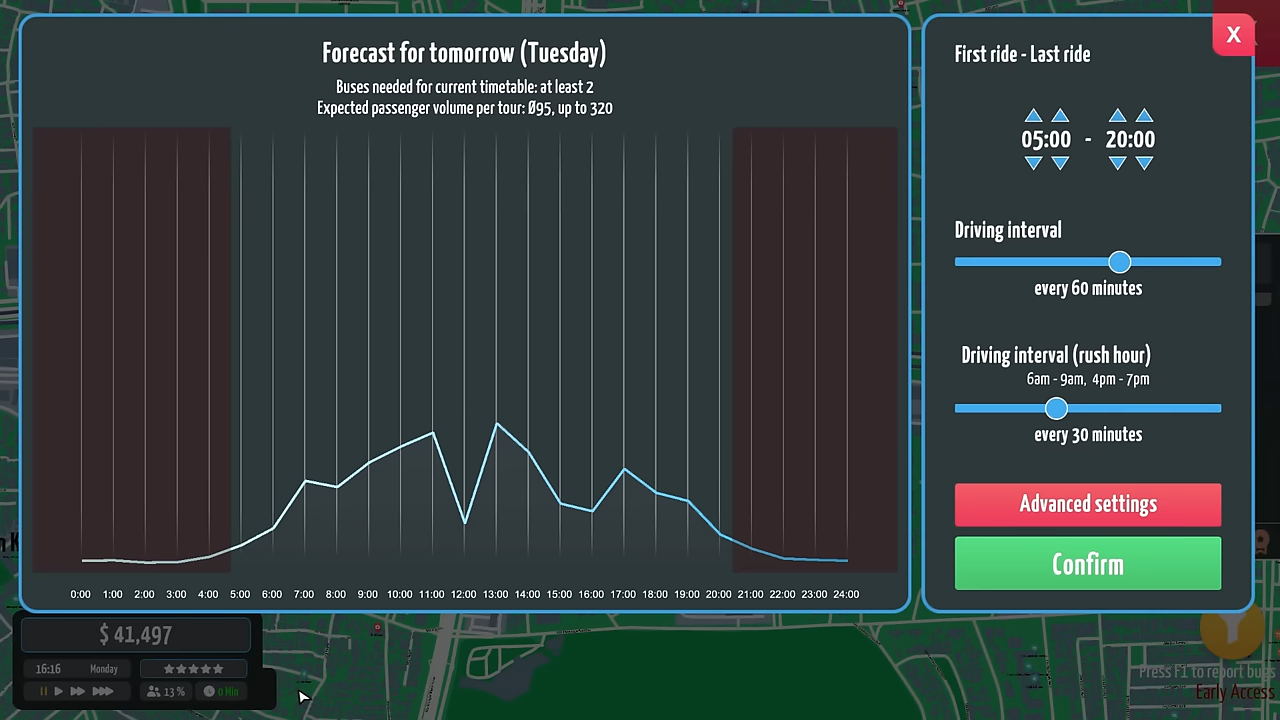 Forecast for tomorrow (Tuesday)
Buses needed for current timetable: at least 2
Expected passenger volume per tour: Ø95, up to 320
0:00 1:00 2:00 3:00 4:00 5:00 6:00 7:00 8:00 9:00 10:00 11:00 12:00 13:00 14:00 15:00 16:00 17:00 18:00 19:00 20:00 21:00 22:00 23:00 24:00
X
First ride - Last ride
05:00 - 20:00
Driving interval
every 60 minutes
Driving interval (rush hour)
6am - 9am, 4pm - 7pm
every 30 minutes
Advanced settings
Confirm
$ 41,497
16:16 Monday
13 % 0 Min
Press F1 to report bugs
Early Access